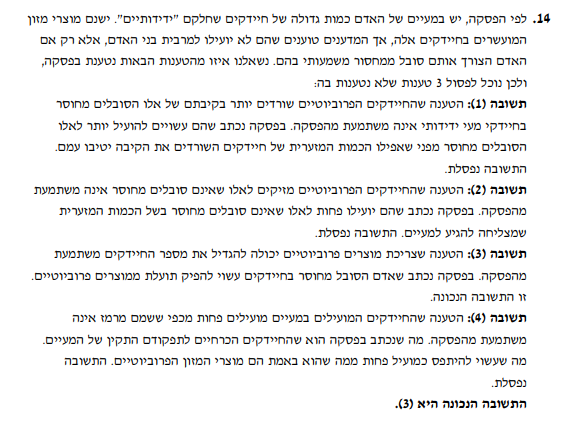 14. לפי הפסקה, יש במעיים של האדם כמות גדולה של חיידקים שחלקם "ידידותיים". ישנם מוצרי מזון
המועשרים בחיידקים אלה, אך המדענים טוענים שהם לא יועילו למרבית בני האדם, אלא רק אם
האדם הצורך אותם סובל ממחסור משמעותי בהם. נשאלנו איזו מהטענות הבאות נטענת בפסקה,
ולכן נוכל לפסול 3 טענות שלא נטענות בה:
תשובה (1): הטענה שהחיידקים הפרוביוטיים שורדים יותר בקיבתם של אלו הסובלים מחוסר
בחיידקי מעי ידידותי אינה משתמעת מהפסקה. בפסקה נכתב שהם עשויים להועיל יותר לאלו
הסובלים מחוסר מפני שאפילו הכמות המזערית של חיידקים השורדים את הקיבה יטיבו עמם.
התשובה נפסלת.
תשובה (2): הטענה שהחיידקים הפרוביוטיים מזיקים לאלו שאינם סובלים מחוסר אינה משתמעת
מהפסקה. בפסקה נכתב שהם יועילו פחות לאלו שאינם סובלים מחוסר בשל הכמות המזערית
שמצליחה להגיע למעיים. התשובה נפסלת.
תשובה (3): הטענה שצריכת מוצרים פרוביוטיים יכולה להגדיל את מספר החיידקים משתמעת
מהפסקה. בפסקה נכתב שאדם הסובל מחוסר בחיידקים עשוי להפיק תועלת ממוצרים פרוביוטיים.
זו התשובה הנכונה.
תשובה (4): הטענה שהחיידקים המועילים במעיים מועילים פחות מכפי ששמם מרמז אינה
משתמעת מהפסקה. מה שנכתב בפסקה הוא שהחיידקים הכרחיים לתפקודם התקין של המעיים.
מה שעשוי להיתפס כמועיל פחות ממה שהוא באמת הם מוצרי המזון הפרוביוטיים. התשובה
נפסלת.
התשובה הנכונה היא (3).